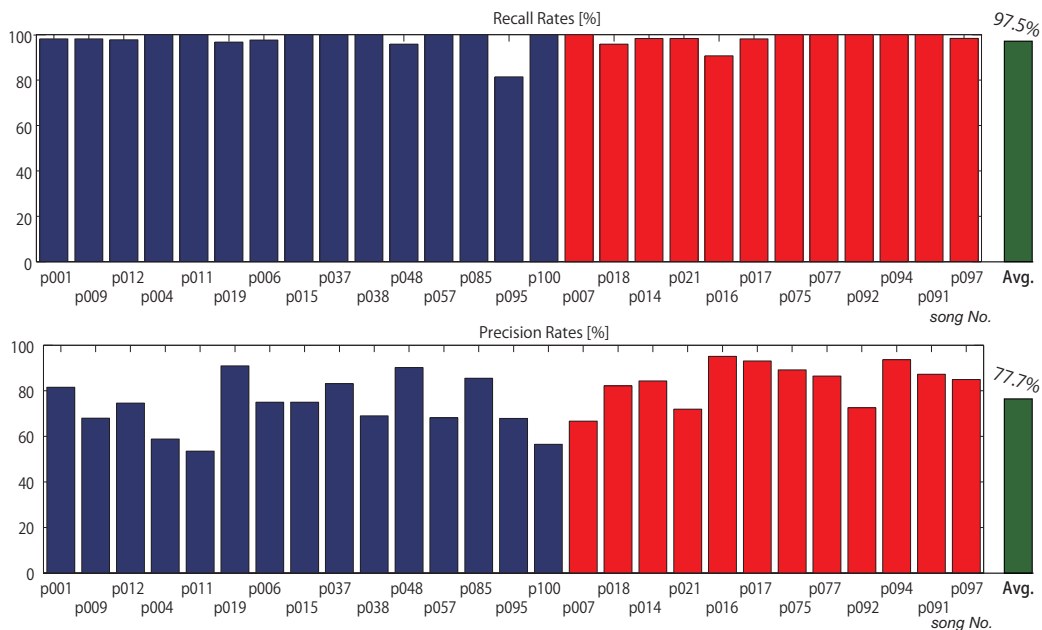 Recall Rates [%]
97.5%
100
80
60
40
20
0
p001 p012 p011 p006 p037 p048 p085 p100 p018 p021 p017 p077 p094 p097 Avg.
p009 p004 p019 p015 p038 p057 p095 p007 p014 p016 p075 p092 p091
song No.
Precision Rates [%]
77.7%
100
80
60
40
20
0
p001 p012 p011 p006 p037 p048 p085 p100 p018 p021 p017 p077 p094 p097 Avg.
p009 p004 p019 p015 p038 p057 p095 p007 p014 p016 p075 p092 p091
song No.